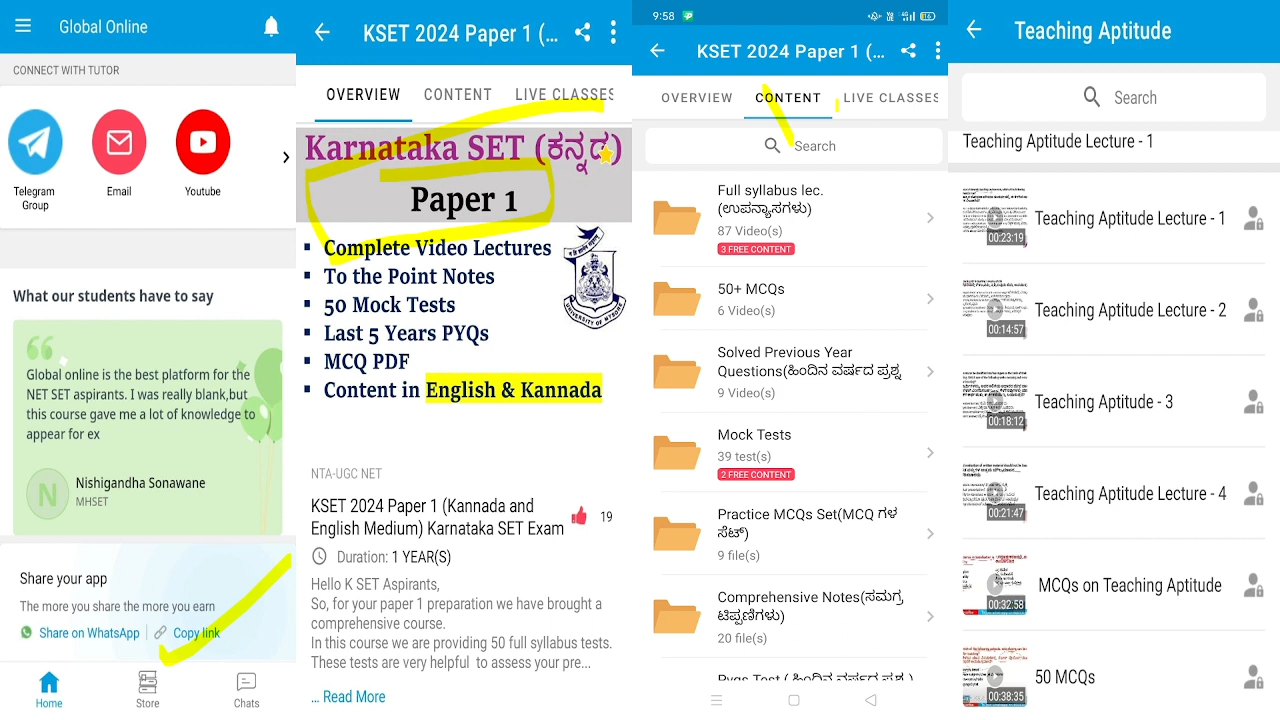 Global Online
CONNECT WITH TUTOR
Telegram
Group
Email
Youtube
What our students have to say
Global online is the best platform for the
NET SET aspirants. I was really blank,but
this course gave me a lot of knowledge to
appear for ex
N
Nishigandha Sonawane
MHSET
Share your app
The more you share the more you earn
Share on WhatsApp
Copy link
Home
Store
Chats
KSET 2024 Paper 1 (...
OVERVIEW CONTENT LIVE CLASSES
Karnataka SET (ಕನ್ನಡ)
Paper 1
Complete Video Lectures
To the Point Notes
50 Mock Tests
Last 5 Years PYQs
MCQ PDF
Content in English & Kannada
NTA-UGC NET
KSET 2024 Paper 1 (Kannada and
English Medium) Karnataka SET Exam
19
Duration: 1 YEAR(S)
Hello K SET Aspirants,
So, for your paper 1 preparation we have brought a
comprehensive course.
In this course we are providing 50 full syllabus tests.
These tests are very helpful to assess your pre...
... Read More
9:58
KSET 2024 Paper 1 (...
OVERVIEW CONTENT LIVE CLASSES
Search
Full syllabus lec.
(ಉಪನ್ಯಾಸಗಳು)
87 Video(s)
3 FREE CONTENT
50+ MCQs
6 Video(s)
Solved Previous Year
Questions(ಹಿಂದಿನ ವರ್ಷದ ಪ್ರಶ್ನ
9 Video(s)
Mock Tests
39 test(s)
2 FREE CONTENT
Practice MCQs Set(MCQ ಗಳ
ಸೆಟ್)
9 file(s)
Comprehensive Notes(ಸಮಗ್ರ
ಟಿಪ್ಪಣಿಗಳು)
20 file(s)
Pyqs Test ( ಹಿಂದಿನ ವರ್ಷದ ಪ್ರಶ್ನ )
Teaching Aptitude
Search
Teaching Aptitude Lecture - 1
Teaching Aptitude Lecture - 1
00:23:19
Teaching Aptitude Lecture - 2
00:14:57
Teaching Aptitude - 3
00:18:12
Teaching Aptitude Lecture - 4
00:21:47
MCQs on Teaching Aptitude
00:32:58
50 MCQs
00:38:35